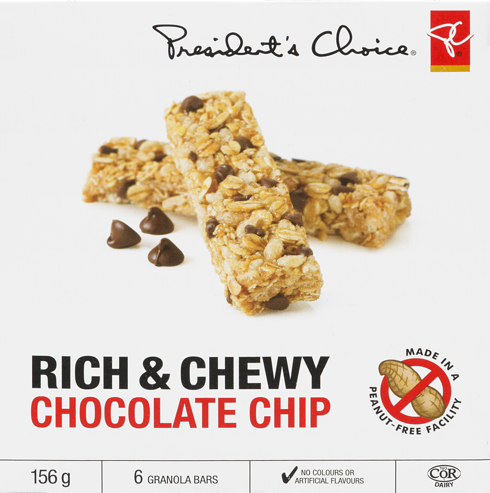 President's Choice®
PC
RICH & CHEWY
CHOCOLATE CHIP
MADE IN A
PEANUT-FREE FACILITY
156 g
6 GRANOLA BARS
NO COLOURS OR
ARTIFICIAL FLAVOURS
COR
DAIRY